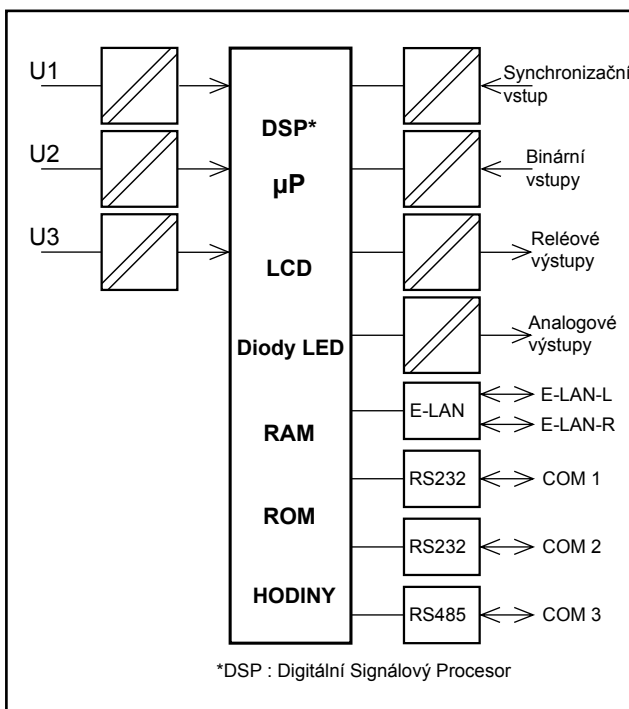 U1
U2
U3
DSP*
µP
LCD
Diody LED
RAM
ROM
HODINY
Synchronizační
vstup
Binární
vstupy
Reléové
výstupy
Analogové
výstupy
E-LAN
E-LAN-L
E-LAN-R
RS232
COM 1
RS232
COM 2
RS485
COM 3
*DSP : Digitální Signálový Procesor